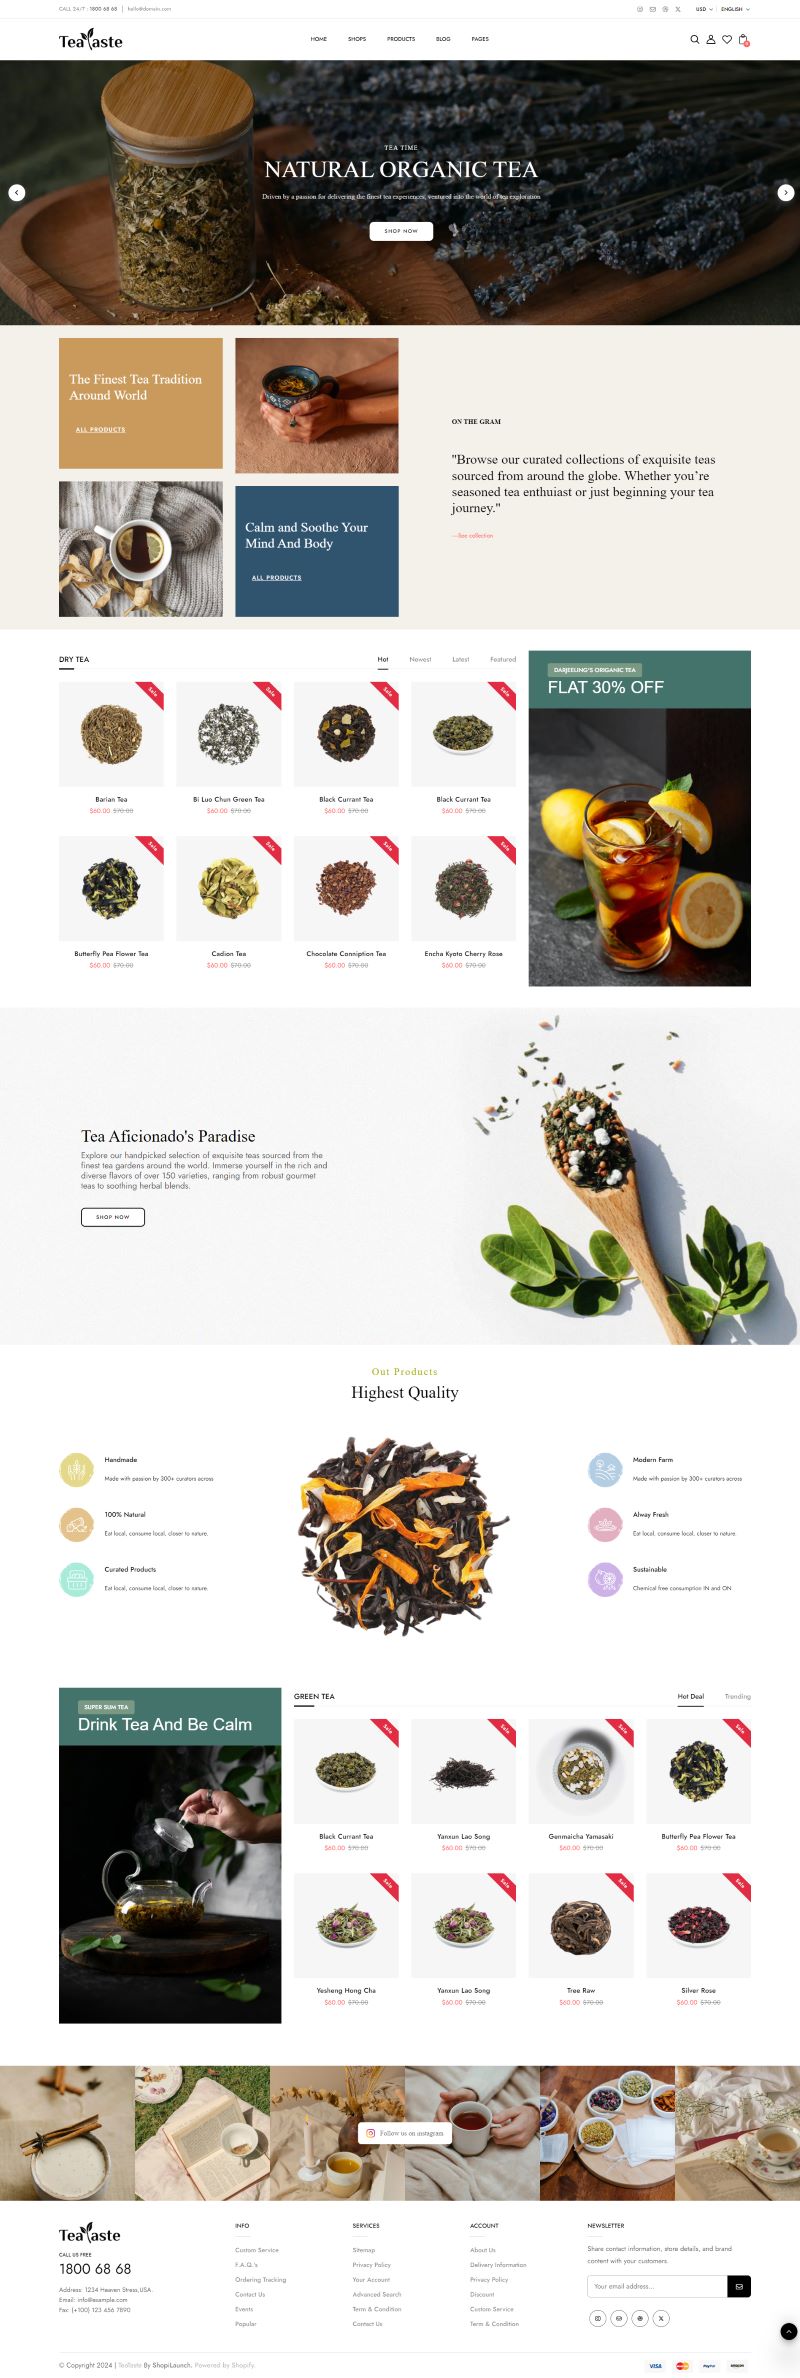 CALL 24/7 : 1800 68 68 | hello@domain.com
USD ENGLISH
TeaTaste
HOME SHOPS PRODUCTS BLOG PAGES
0
TEA TIME
NATURAL ORGANIC TEA
Driven by a passion for delivering the finest tea experiences, ventured into the world of tea exploration
SHOP NOW
The Finest Tea Tradition
Around World
ALL PRODUCTS
Calm and Soothe Your
Mind And Body
ALL PRODUCTS
ON THE GRAM
"Browse our curated collections of exquisite teas
sourced from around the globe. Whether you’re
seasoned tea enthuiast or just beginning your tea
journey."
—See collection
DRY TEA
Hot Newest Latest Featured
Sale Sale Sale Sale
Barian Tea Bi Luo Chun Green Tea Black Currant Tea Black Currant Tea
$60.00 $70.00 $60.00 $70.00 $60.00 $70.00 $60.00 $70.00
Sale Sale Sale Sale
Butterfly Pea Flower Tea Cadion Tea Chocolate Conniption Tea Encha Kyoto Cherry Rose
$60.00 $70.00 $60.00 $70.00 $60.00 $70.00 $60.00 $70.00
DARJEELING'S ORIGANIC TEA
FLAT 30% OFF
Tea Aficionado's Paradise
Explore our handpicked selection of exquisite teas sourced from the
finest tea gardens around the world. Immerse yourself in the rich and
diverse flavors of over 150 varieties, ranging from robust gourmet
teas to soothing herbal blends.
SHOP NOW
Out Products
Highest Quality
Handmade
Made with passion by 300+ curators across
100% Natural
Eat local, consume local, closer to nature.
Curated Products
Eat local, consume local, closer to nature.
Modern Farm
Made with passion by 300+ curators across
Alway Fresh
Eat local, consume local, closer to nature.
Sustainable
Chemical free consumption IN and ON
SUPER SUM TEA
Drink Tea And Be Calm
GREEN TEA
Hot Deal Trending
Sale Sale Sale Sale
Black Currant Tea Yanxun Lao Song Genmaicha Yamasaki Butterfly Pea Flower Tea
$60.00 $70.00 $60.00 $70.00 $60.00 $70.00 $60.00 $70.00
Sale Sale Sale Sale
Yesheng Hong Cha Yanxun Lao Song Tree Raw Silver Rose
$60.00 $70.00 $60.00 $70.00 $60.00 $70.00 $60.00 $70.00
Follow us on instagram
TeaTaste
CALL US FREE
1800 68 68
Address: 1234 Heaven Stress,USA.
Email: info@example.com
Fax: (+100) 123 456 7890
INFO
Custom Service
F.A.Q.'s
Ordering Tracking
Contact Us
Events
Popular
SERVICES
Sitemap
Privacy Policy
Your Account
Advanced Search
Term & Condition
Contact Us
ACCOUNT
About Us
Delivery Information
Privacy Policy
Discount
Custom Service
Term & Condition
NEWSLETTER
Share contact information, store details, and brand
content with your customers.
Your email address...
© Copyright 2024 | Teataste By ShopiLaunch. Powered by Shopify.
VISA MasterCard PayPal amazon